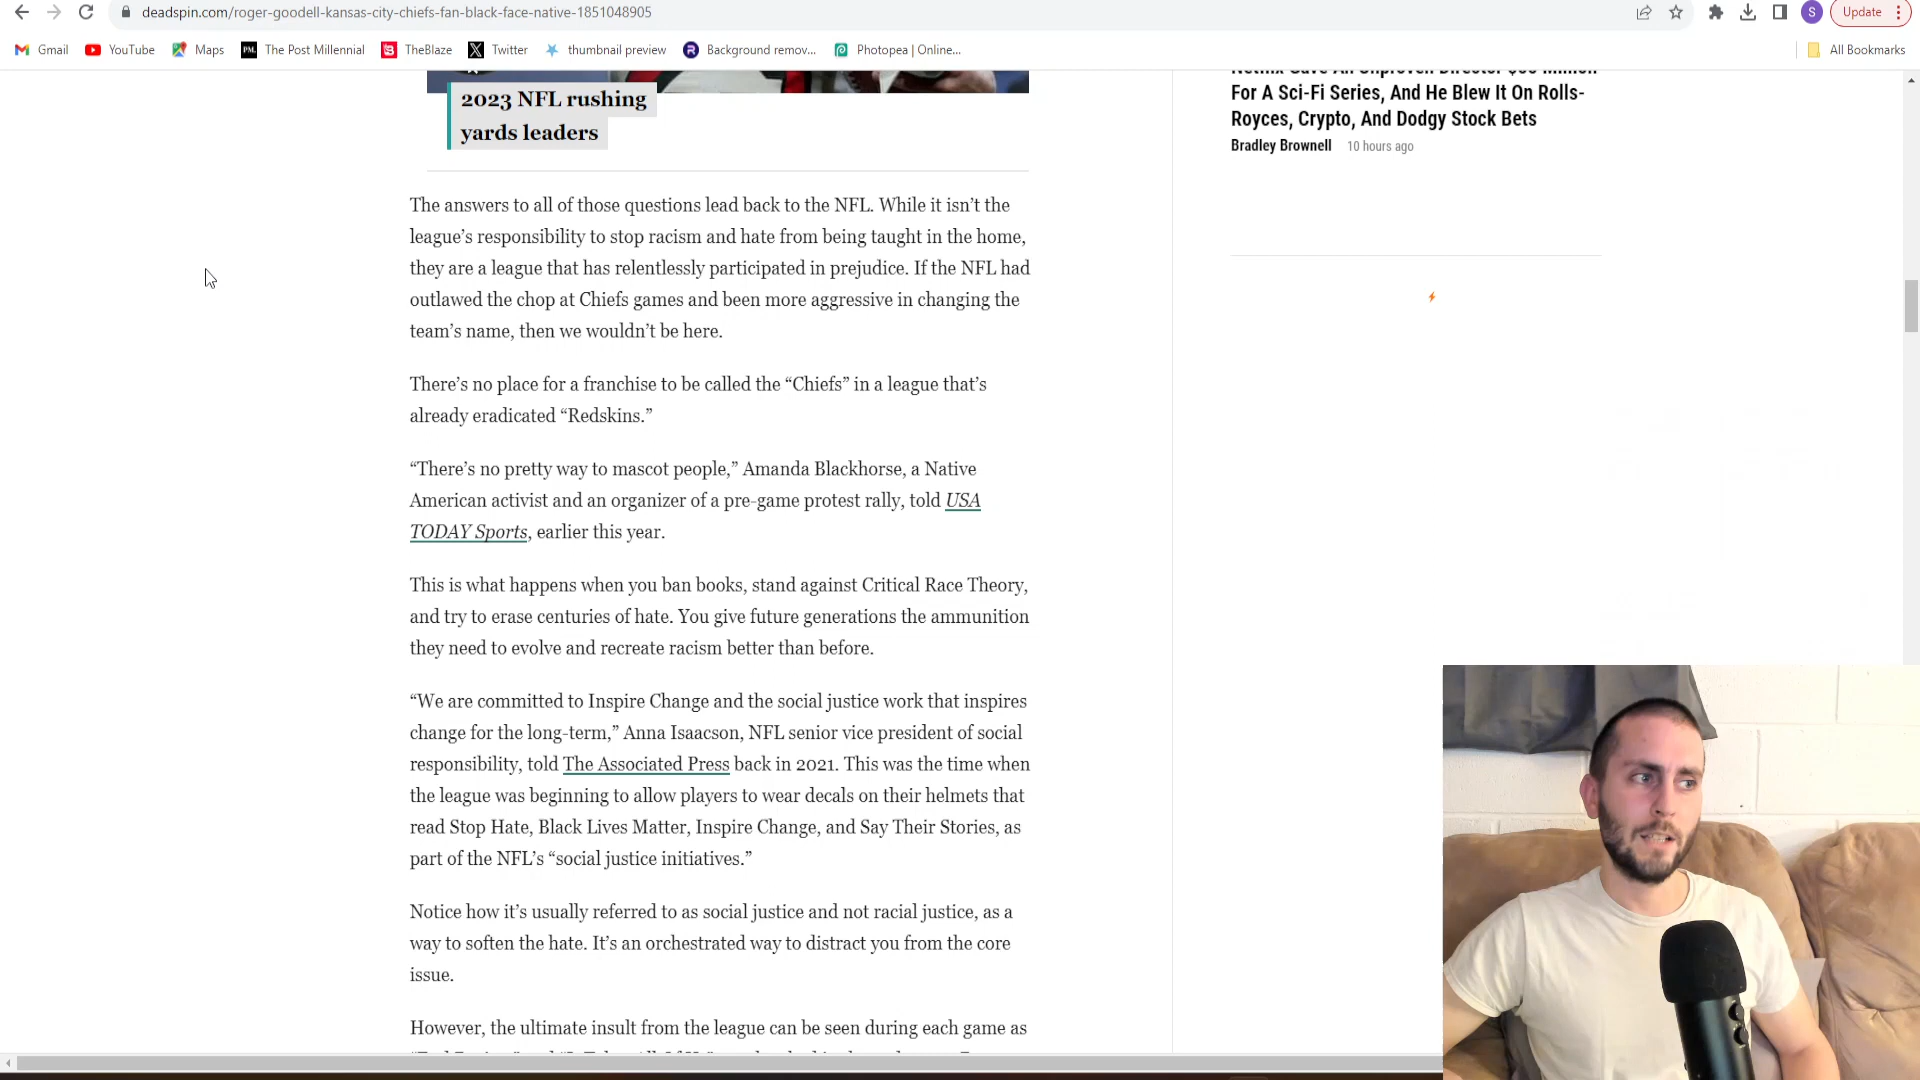 deadspin.com/roger-goodell-kansas-city-chiefs-fan-black-face-native-1851048905
S
Update
Gmail
YouTube
Maps
PM.
The Post Millennial
TheBlaze
Twitter
thumbnail preview
Background remov...
Photopea | Online...
All Bookmarks
2023 NFL rushing
yards leaders
The answers to all of those questions lead back to the NFL. While it isn’t the
league’s responsibility to stop racism and hate from being taught in the home,
they are a league that has relentlessly participated in prejudice. If the NFL had
outlawed the chop at Chiefs games and been more aggressive in changing the
team’s name, then we wouldn’t be here.
There’s no place for a franchise to be called the “Chiefs” in a league that’s
already eradicated “Redskins.”
“There’s no pretty way to mascot people,” Amanda Blackhorse, a Native
American activist and an organizer of a pre-game protest rally, told USA
TODAY Sports, earlier this year.
This is what happens when you ban books, stand against Critical Race Theory,
and try to erase centuries of hate. You give future generations the ammunition
they need to evolve and recreate racism better than before.
“We are committed to Inspire Change and the social justice work that inspires
change for the long-term,” Anna Isaacson, NFL senior vice president of social
responsibility, told The Associated Press back in 2021. This was the time when
the league was beginning to allow players to wear decals on their helmets that
read Stop Hate, Black Lives Matter, Inspire Change, and Say Their Stories, as
part of the NFL’s “social justice initiatives.”
Notice how it’s usually referred to as social justice and not racial justice, as a
way to soften the hate. It’s an orchestrated way to distract you from the core
issue.
However, the ultimate insult from the league can be seen during each game as
Netflix Gave An Unproven Director $55 Million
For A Sci-Fi Series, And He Blew It On Rolls-
Royces, Crypto, And Dodgy Stock Bets
Bradley Brownell 10 hours ago